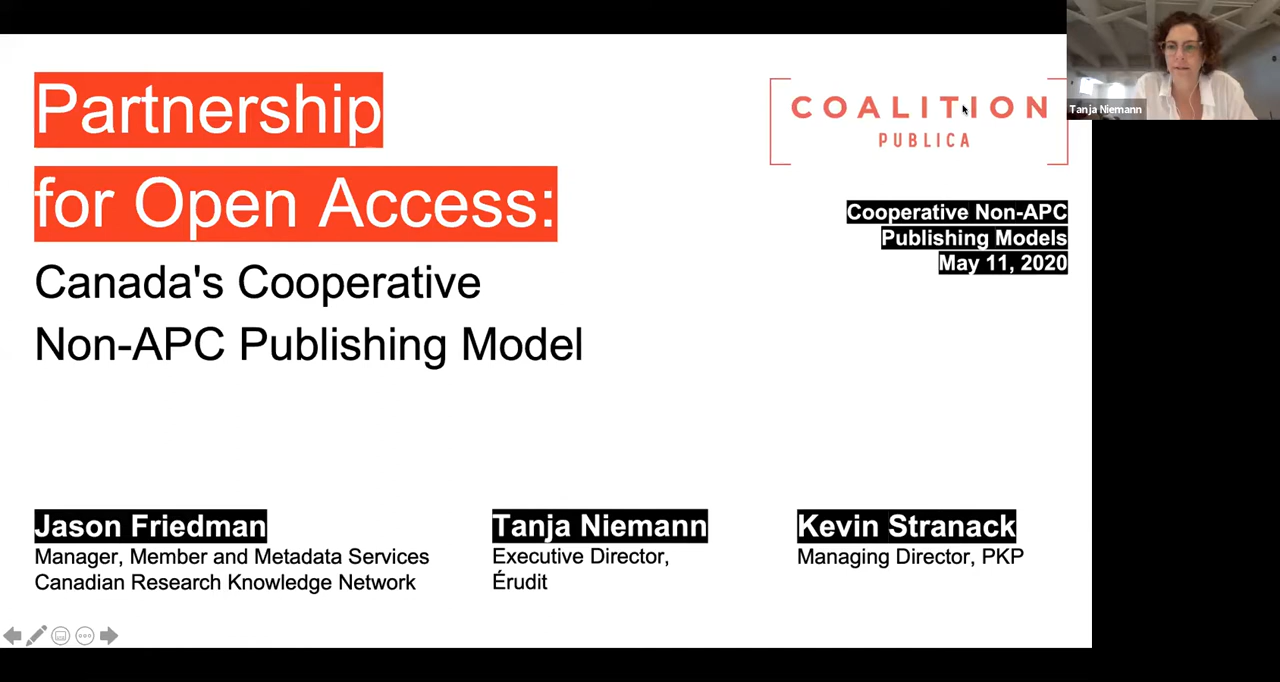 Partnership
for Open Access:
Canada's Cooperative
Non-APC Publishing Model
COALITION
PUBLICA
Cooperative Non-APC
Publishing Models
May 11, 2020
Tanja Niemann
Jason Friedman
Manager, Member and Metadata Services
Canadian Research Knowledge Network
Tanja Niemann
Executive Director,
Érudit
Kevin Stranack
Managing Director, PKP